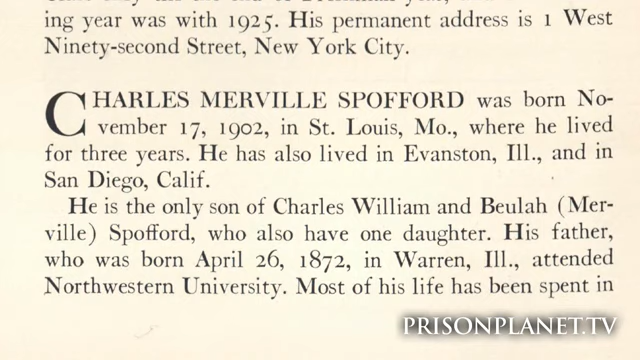 ing year was with 1925. His permanent address is 1 West
Ninety-second Street, New York City.
CHARLES MERVILLE SPOFFORD was born No-
vember 17, 1902, in St. Louis, Mo., where he lived
for three years. He has also lived in Evanston, Ill., and in
San Diego, Calif.
He is the only son of Charles William and Beulah (Mer-
ville) Spofford, who also have one daughter. His father,
who was born April 26, 1872, in Warren, Ill., attended
Northwestern University. Most of his life has been spent in
PRISONPLANET.TV